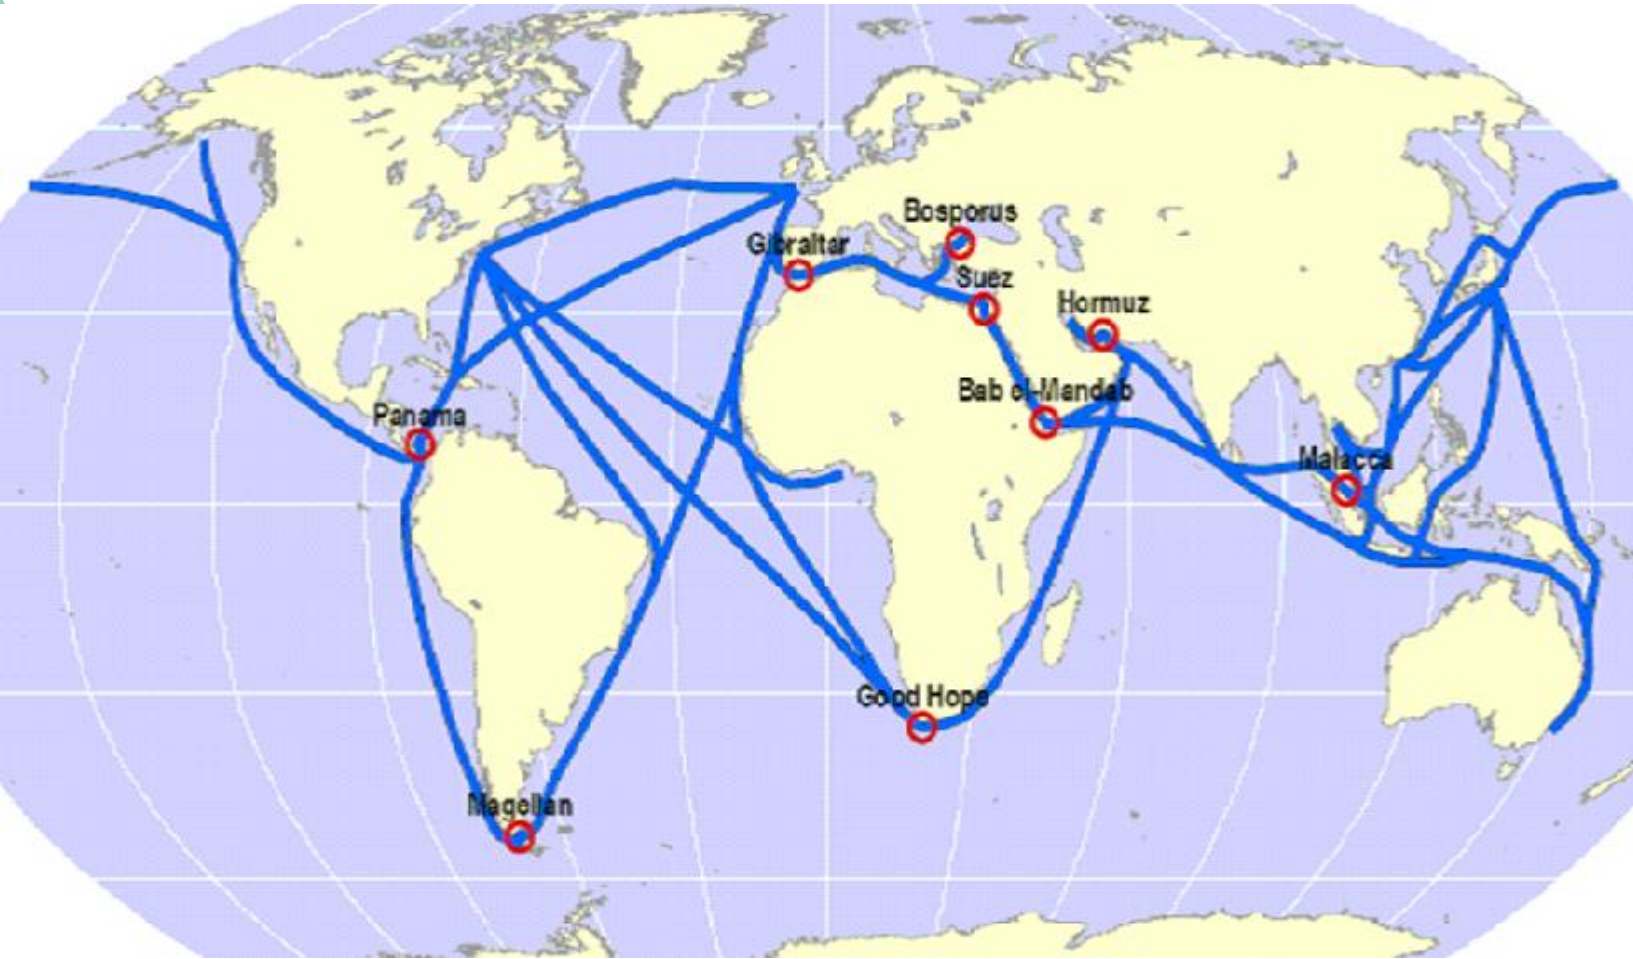 Bosporus
Gibraltar
Suez
Hormuz
Bab el-Mandab
Panama
Malacca
Good Hope
Magellan